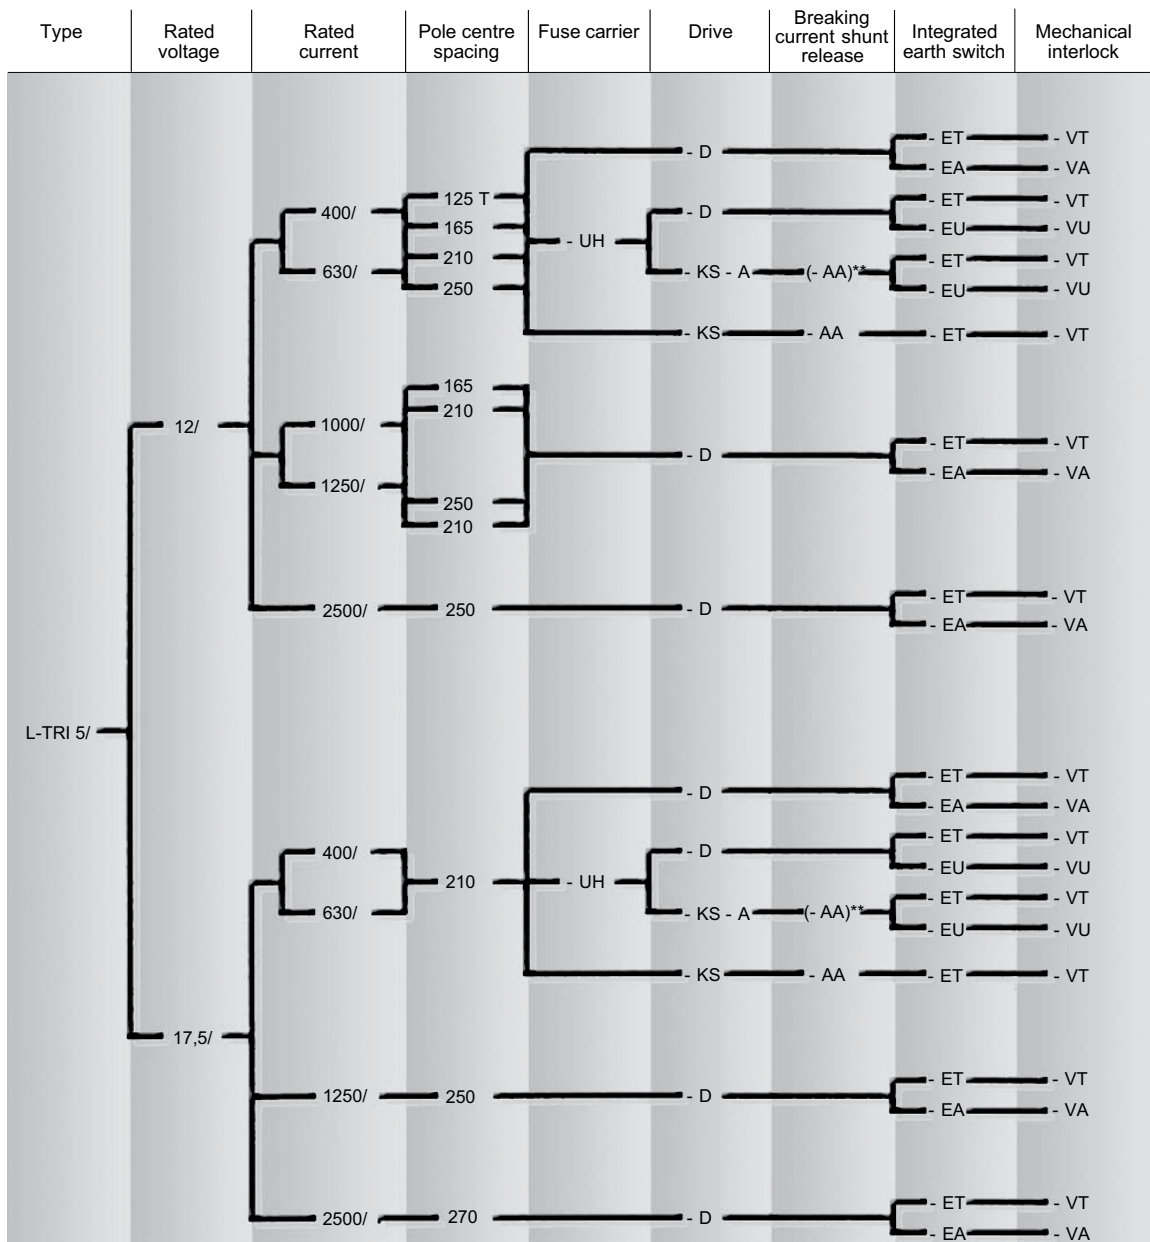 Type
Rated
voltage
Rated
current
Pole centre
spacing
Fuse carrier
Drive
Breaking
current shunt
release
Integrated
earth switch
Mechanical
interlock
- ET - VT
- D
- EA - VA
125 T
- ET - VT
400/ - D
165
- EU - VU
- UH
210
- ET - VT
630/ - KS - A (- AA)**
250
- EU - VU
- KS - AA - ET - VT
165
210
12/ 1000/
- ET - VT
- D
- EA - VA
1250/
250
210
- ET - VT
2500/ 250 - D
- EA - VA
L-TRI 5/
- ET - VT
- D
- EA - VA
- ET - VT
400/ - D
- EU - VU
210 - UH
- ET - VT
630/ - KS - A (- AA)**
- EU - VU
- KS - AA - ET - VT
17,5/
- ET - VT
1250/ 250 - D
- EA - VA
- ET - VT
2500/ 270 - D
- EA - VA